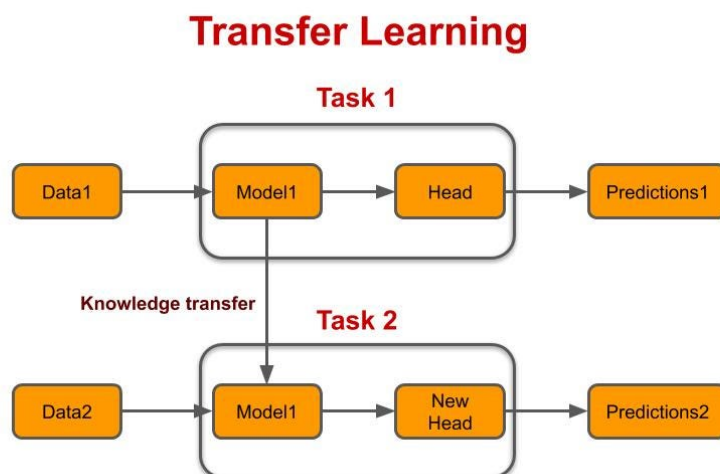 Transfer Learning
Task 1
Data1
Model1
Head
Predictions1
Knowledge transfer
Task 2
Data2
Model1
New
Head
Predictions2